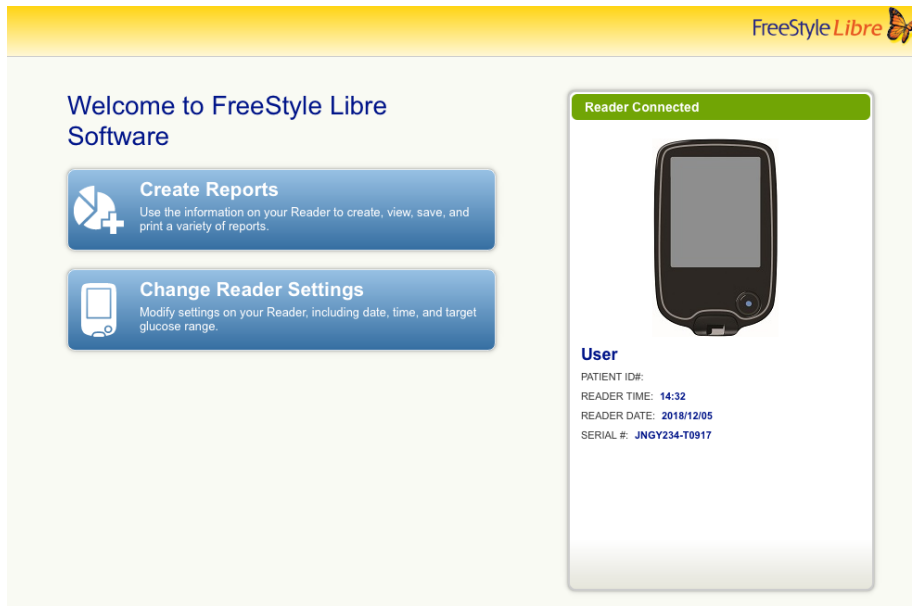 FreeStyle Libre
Welcome to FreeStyle Libre
Software
Create Reports
Use the information on your Reader to create, view, save, and
print a variety of reports.
Change Reader Settings
Modify settings on your Reader, including date, time, and target
glucose range.
Reader Connected
User
PATIENT ID#:
READER TIME: 14:32
READER DATE: 2018/12/05
SERIAL #: JNGY234-T0917